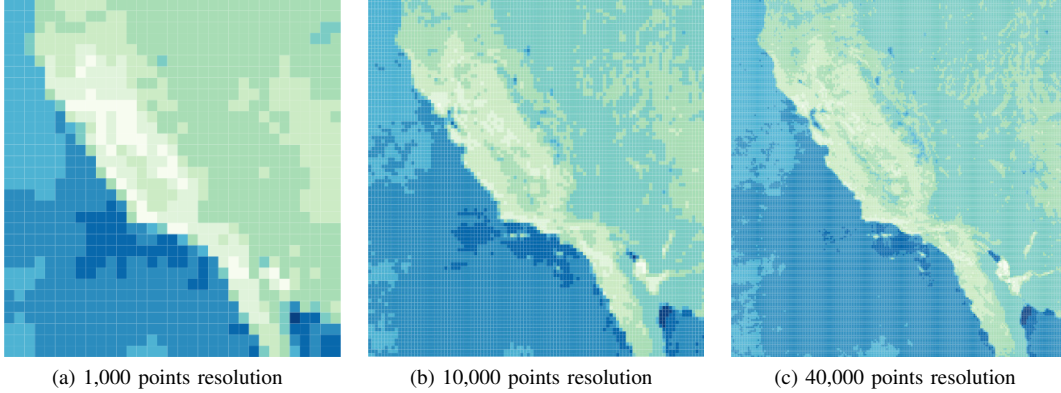 (a) 1,000 points resolution
(b) 10,000 points resolution
(c) 40,000 points resolution